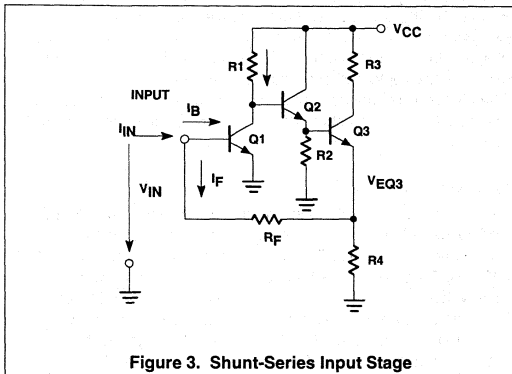 VCC
R1
R3
INPUT
IB
Q2
IIN
Q1
Q3
R2
IF
VEQ3
VIN
RF
R4
Figure 3. Shunt-Series Input Stage